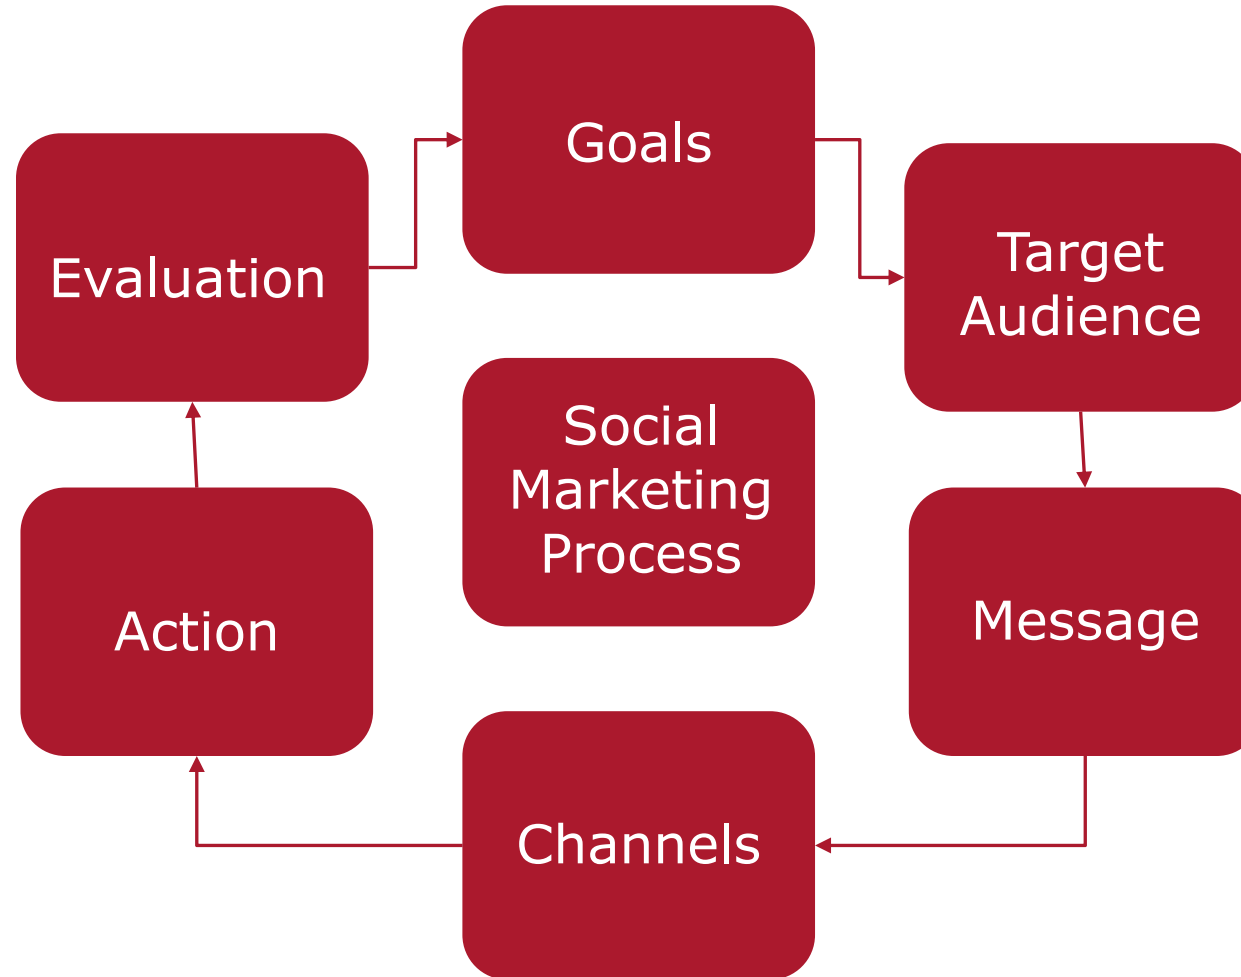 Goals
Target
Audience
Evaluation
Social
Marketing
Process
Message
Action
Channels